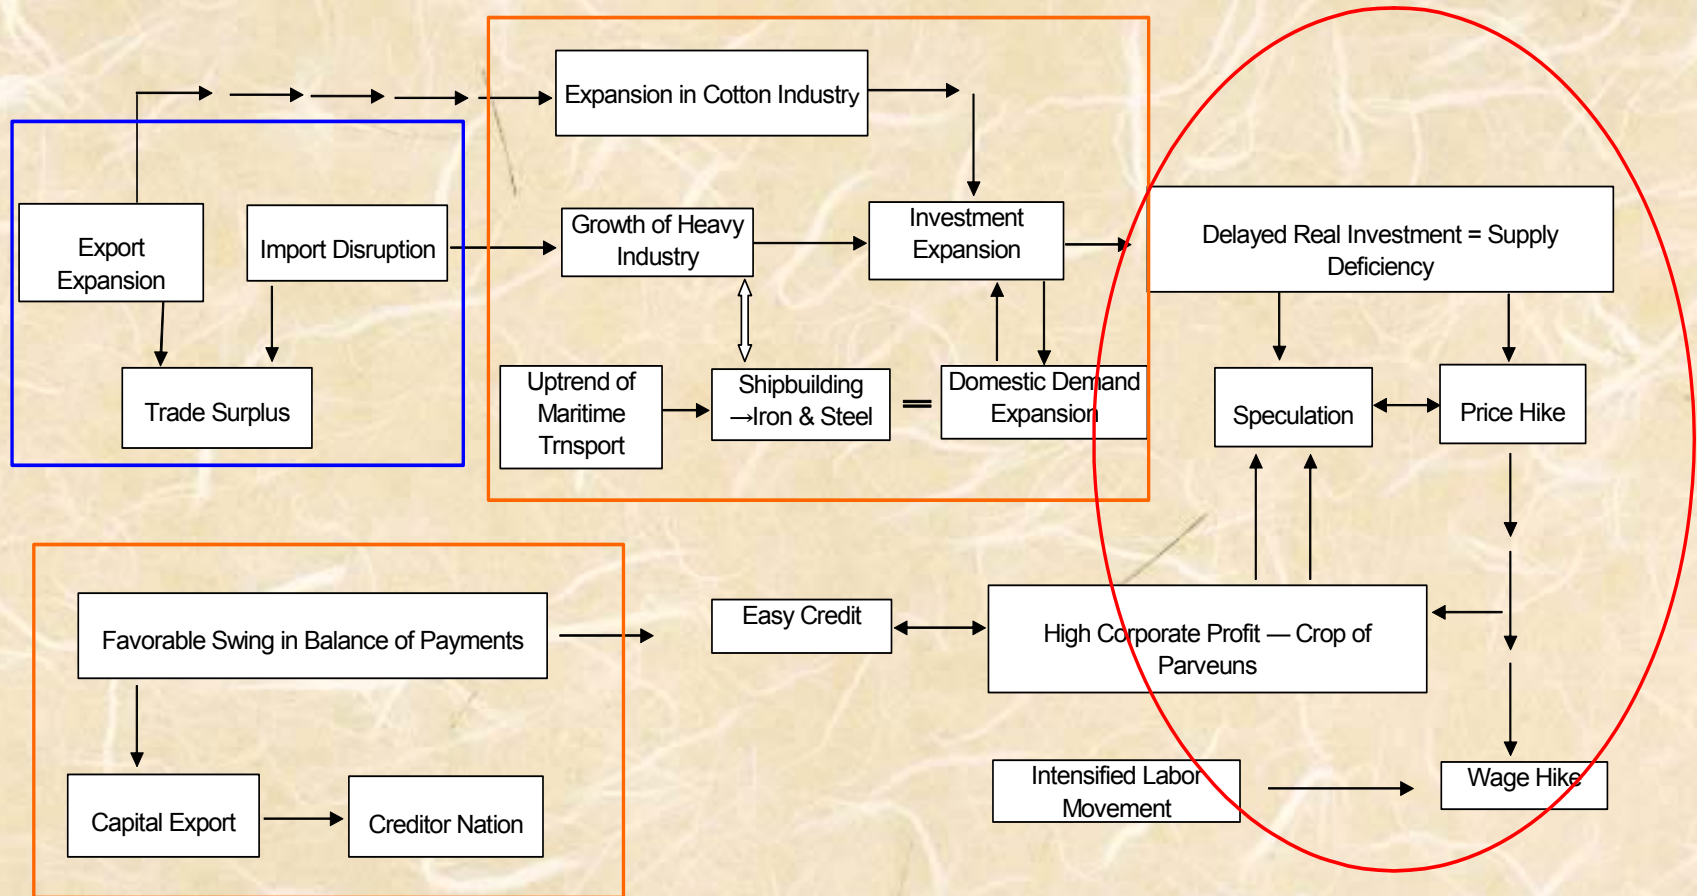 Expansion in Cotton Industry
Export
Expansion
Import Disruption
Growth of Heavy
Industry
Investment
Expansion
Delayed Real Investment = Supply
Deficiency
Trade Surplus
Uptrend of
Maritime
Trnsport
Shipbuilding
→Iron & Steel
=
Domestic Demand
Expansion
Speculation
Price Hike
Favorable Swing in Balance of Payments
Easy Credit
High Corporate Profit — Crop of
Parveuns
Capital Export
Creditor Nation
Intensified Labor
Movement
Wage Hike